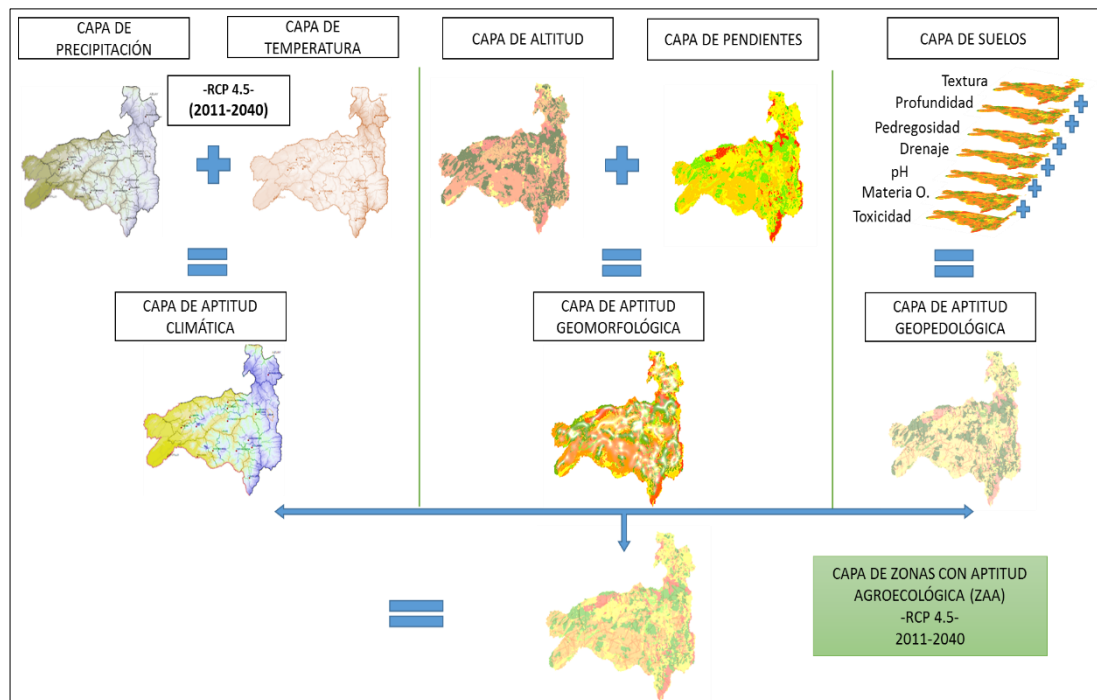 CAPA DE
PRECIPITACIÓN
CAPA DE
TEMPERATURA
-RCP 4.5-
(2011-2040)
CAPA DE ALTITUD
CAPA DE PENDIENTES
CAPA DE SUELOS
Textura
Profundidad
Pedregosidad
Drenaje
pH
Materia O.
Toxicidad
CAPA DE APTITUD
CLIMÁTICA
CAPA DE APTITUD
GEOMORFOLÓGICA
CAPA DE APTITUD
GEOPEDOLÓGICA
CAPA DE ZONAS CON APTITUD
AGROECOLÓGICA (ZAA)
-RCP 4.5-
2011-2040